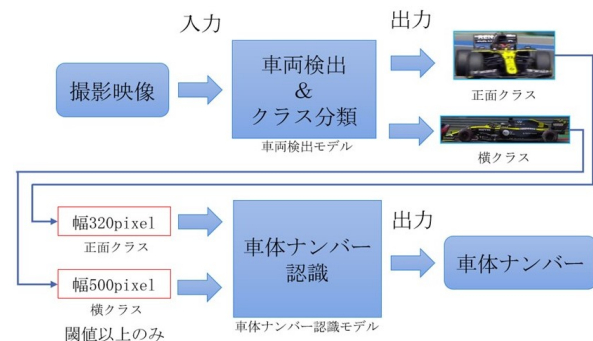 入力
出力
撮影映像
車両検出
&
クラス分類
車両検出モデル
正面クラス
横クラス
幅320pixel
正面クラス
幅500pixel
横クラス
閾値以上のみ
車体ナンバー
認識
車体ナンバー認識モデル
出力
車体ナンバー